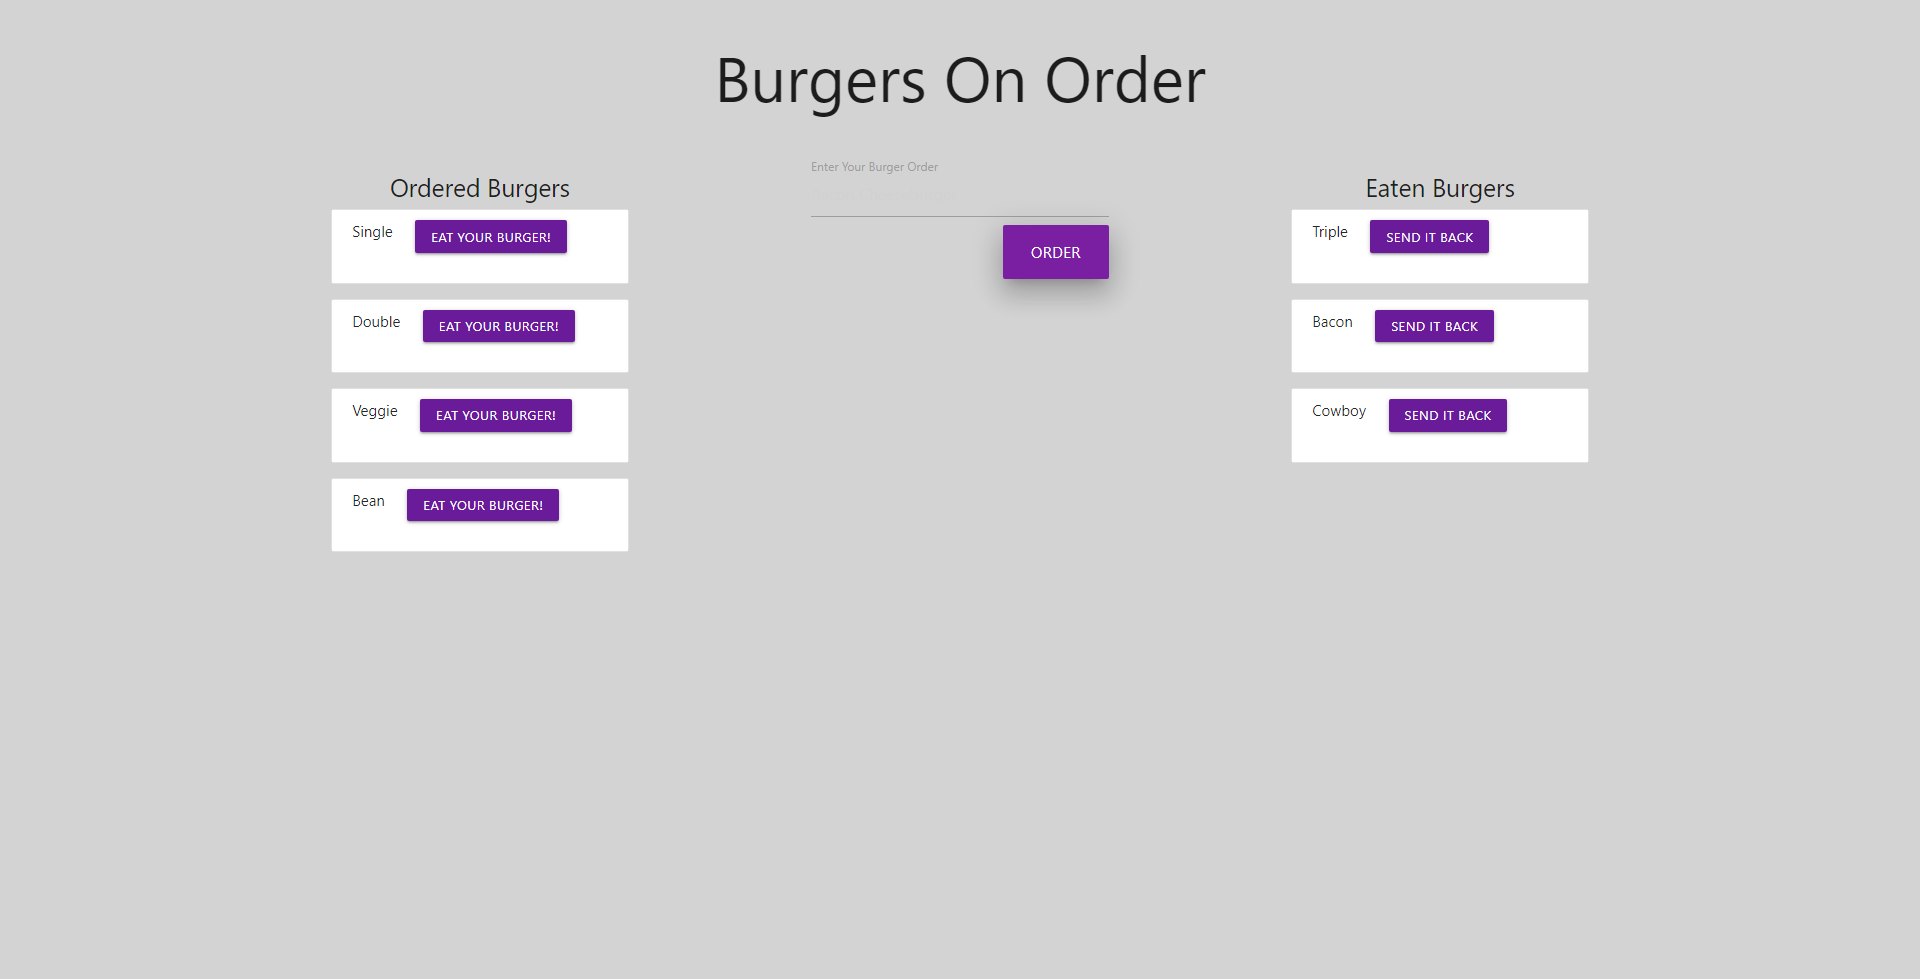 Burgers On Order
Ordered Burgers
Single EAT YOUR BURGER!
Double EAT YOUR BURGER!
Veggie EAT YOUR BURGER!
Bean EAT YOUR BURGER!
Enter Your Burger Order
ORDER
Eaten Burgers
Triple SEND IT BACK
Bacon SEND IT BACK
Cowboy SEND IT BACK